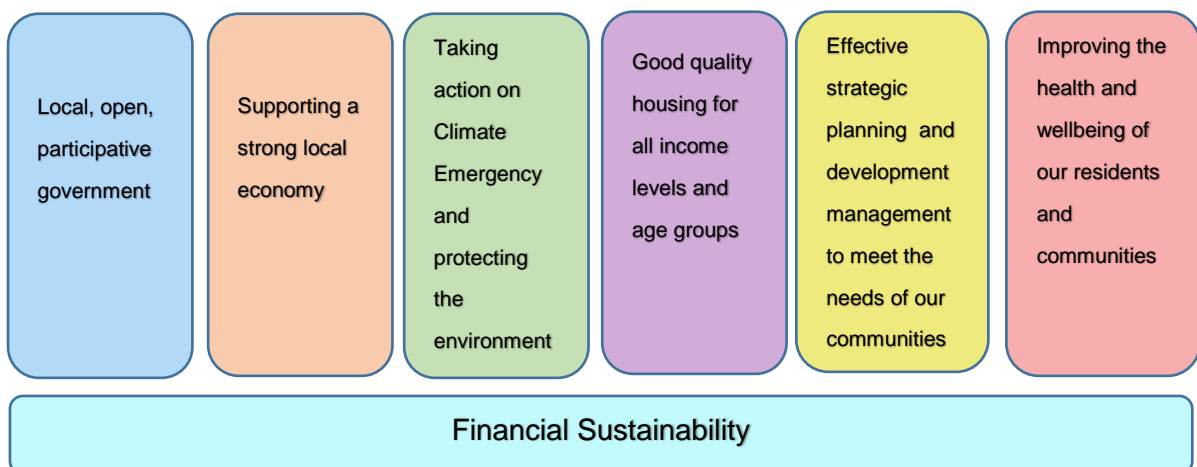 Local, open,
participative
government
Supporting a
strong local
economy
Taking
action on
Climate
Emergency
and
protecting
the
environment
Good quality
housing for
all income
levels and
age groups
Effective
strategic
planning and
development
management
to meet the
needs of our
communities
Improving the
health and
wellbeing of
our residents
and
communities
Financial Sustainability